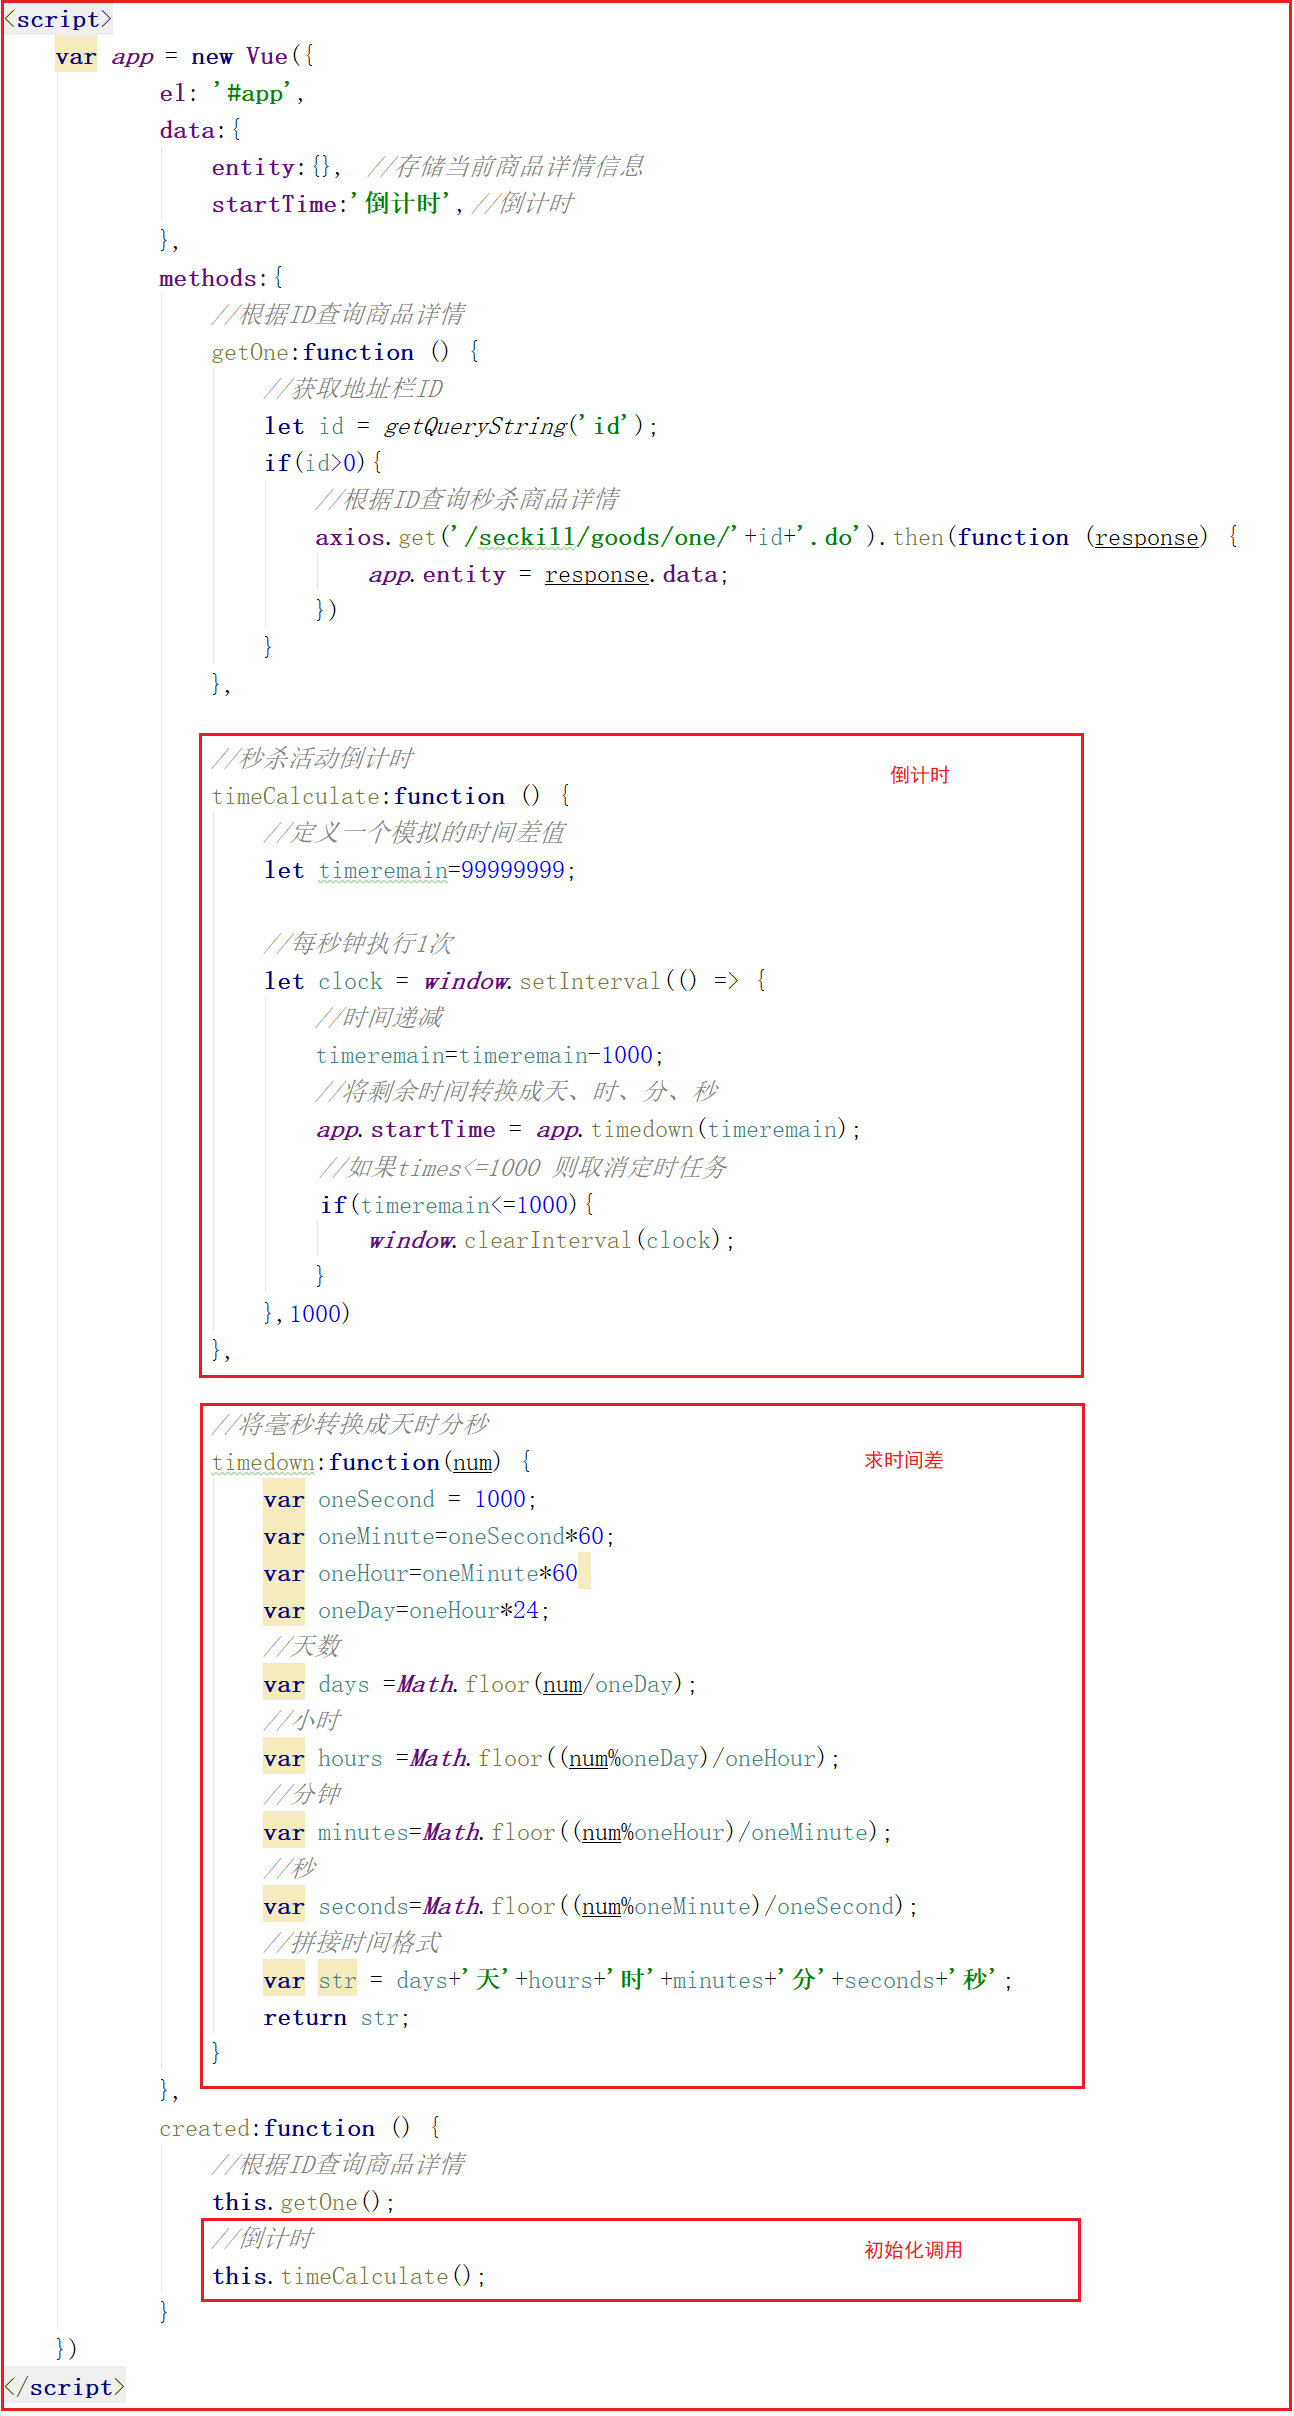 <script>
var app = new Vue({
el: '#app',
data:{
entity:{}, //存储当前商品详情信息
startTime:'倒计时',//倒计时
},
methods:{
//根据ID查询商品详情
getOne:function () {
//获取地址栏ID
let id = getQueryString('id');
if(id>0){
//根据ID查询秒杀商品详情
axios.get('/seckill/goods/one/'+id+'.do').then(function (response) {
app.entity = response.data;
})
}
},
//秒杀活动倒计时
倒计时
timeCalculate:function () {
//定义一个模拟的时间差值
let timeremain=99999999;
//每秒钟执行1次
let clock = window.setInterval(() => {
//时间递减
timeremain=timeremain-1000;
//将剩余时间转换成天、时、分、秒
app.startTime = app.timedown(timeremain);
//如果times<=1000 则取消定时任务
if(timeremain<=1000){
window.clearInterval(clock);
}
},1000)
},
//将毫秒转换成天时分秒
timedown:function(num) {
求时间差
var oneSecond = 1000;
var oneMinute=oneSecond*60;
var oneHour=oneMinute*60
var oneDay=oneHour*24;
//天数
var days =Math.floor(num/oneDay);
//小时
var hours =Math.floor((num%oneDay)/oneHour);
//分钟
var minutes=Math.floor((num%oneHour)/oneMinute);
//秒
var seconds=Math.floor((num%oneMinute)/oneSecond);
//拼接时间格式
var str = days+'天'+hours+'时'+minutes+'分'+seconds+'秒';
return str;
}
},
created:function () {
//根据ID查询商品详情
this.getOne();
//倒计时
初始化调用
this.timeCalculate();
}
})
</script>